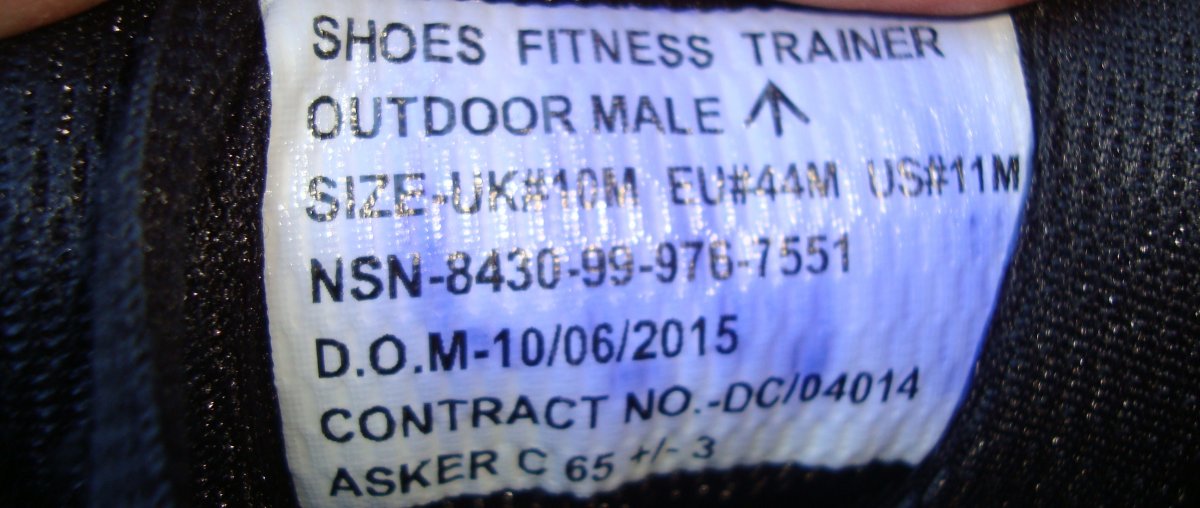 SHOES FITNESS TRAINER
OUTDOOR MALE ↑
SIZE-UK#10M EU#44M US#11M
NSN-8430-99-976-7551
D.O.M-10/06/2015
CONTRACT NO.-DC/04014
ASKER C 65 +/- 3